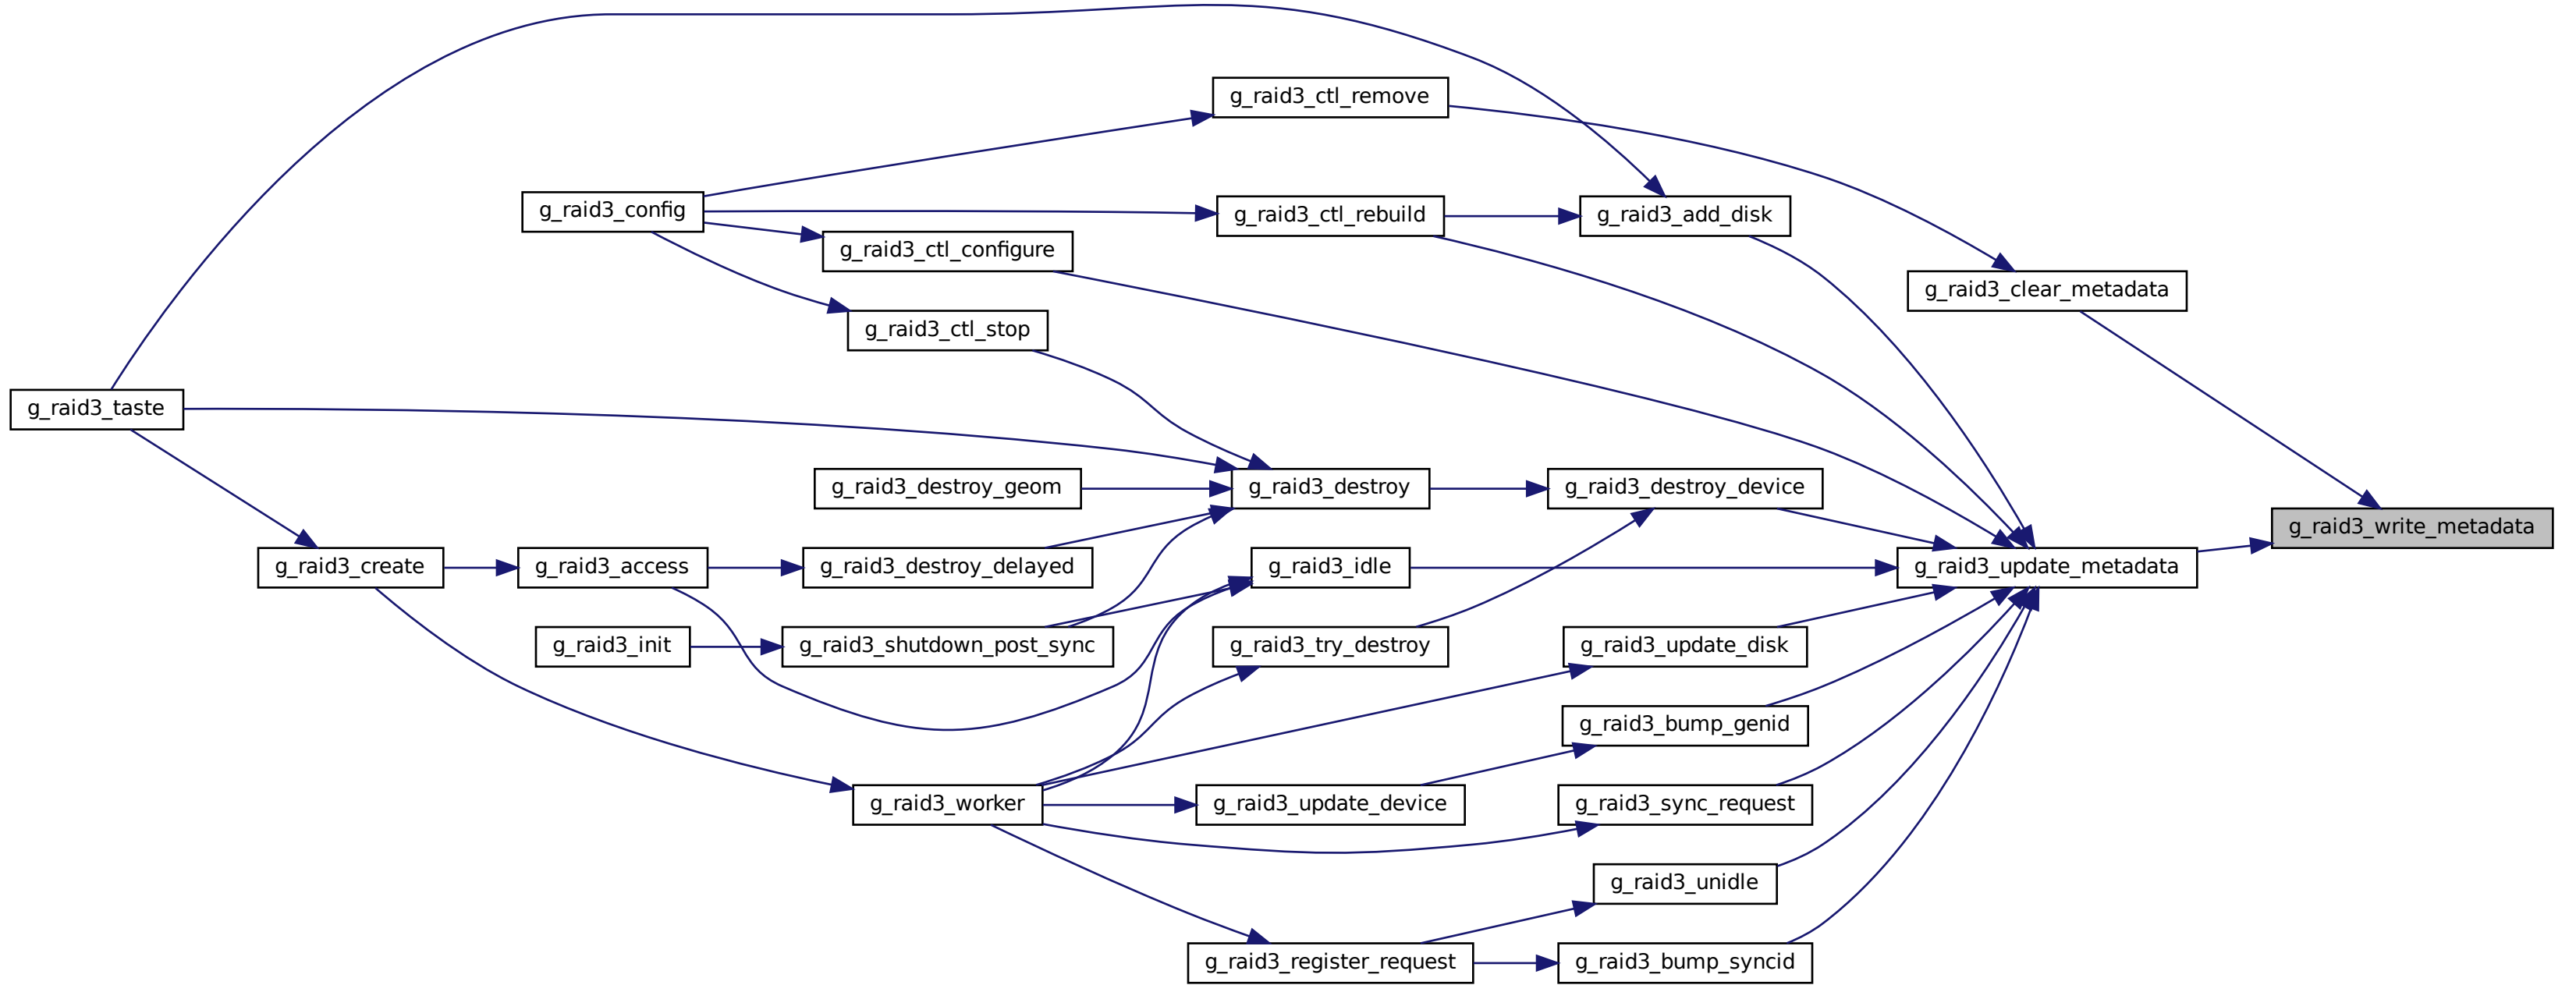 g_raid3_ctl_remove
g_raid3_config
g_raid3_ctl_rebuild
g_raid3_add_disk
g_raid3_ctl_configure
g_raid3_clear_metadata
g_raid3_ctl_stop
g_raid3_taste
g_raid3_destroy_geom
g_raid3_destroy
g_raid3_destroy_device
g_raid3_write_metadata
g_raid3_create
g_raid3_access
g_raid3_destroy_delayed
g_raid3_idle
g_raid3_update_metadata
g_raid3_init
g_raid3_shutdown_post_sync
g_raid3_try_destroy
g_raid3_update_disk
g_raid3_bump_genid
g_raid3_worker
g_raid3_update_device
g_raid3_sync_request
g_raid3_unidle
g_raid3_register_request
g_raid3_bump_syncid